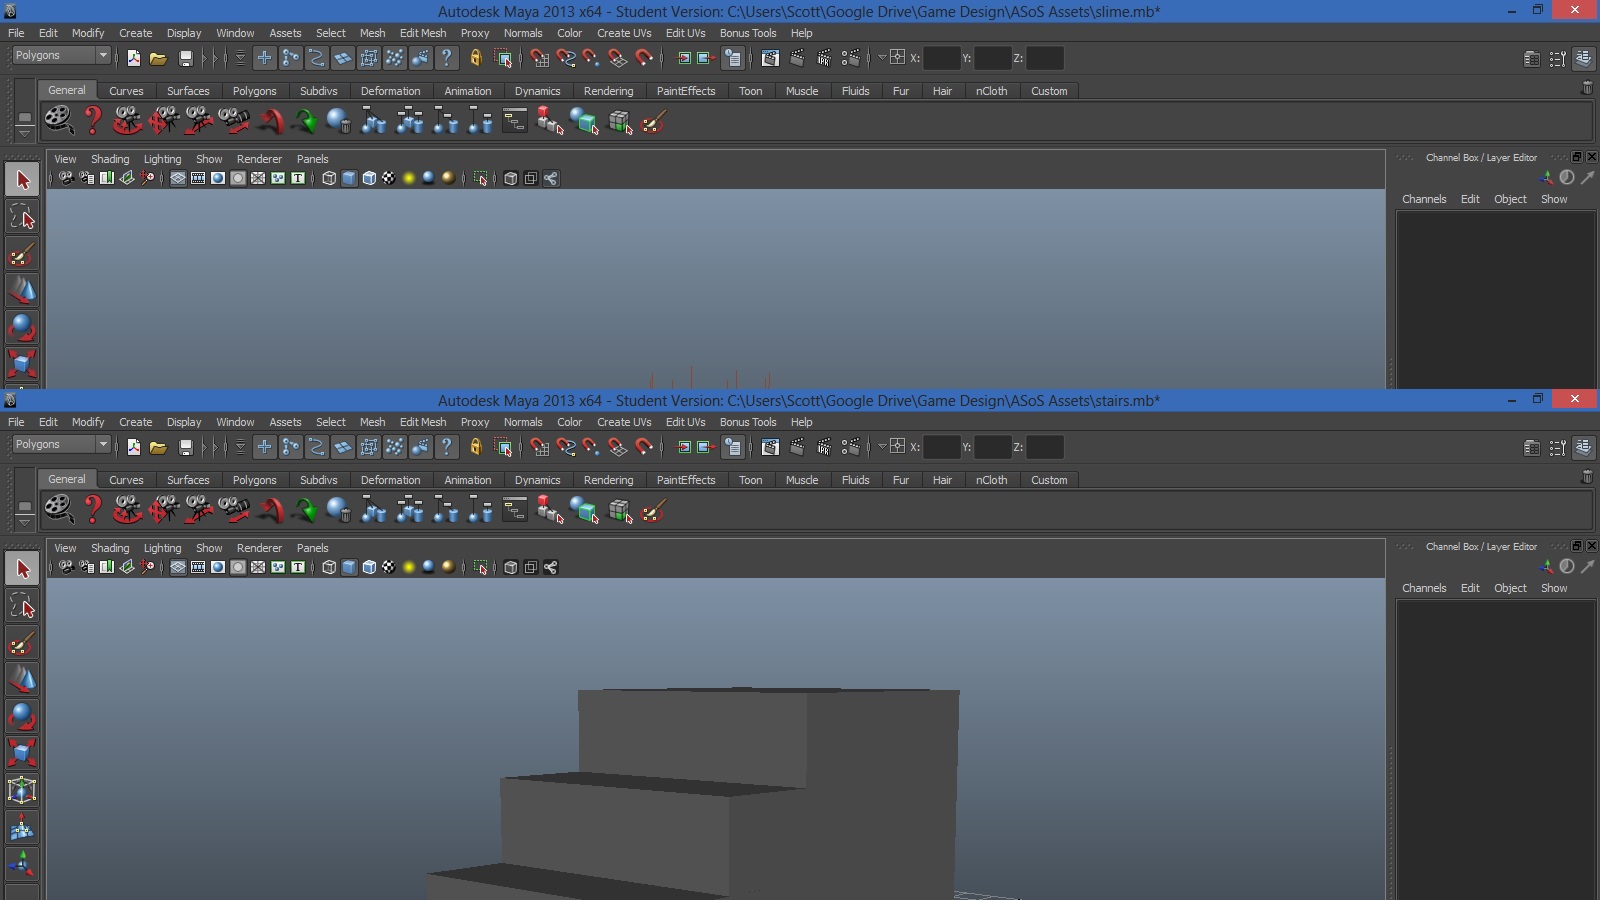 Autodesk Maya 2013 x64 - Student Version: C:\Users\Scott\Google Drive\Game Design\ASoS Assets\slime.mb*
File Edit Modify Create Display Window Assets Select Mesh Edit Mesh Proxy Normals Color Create UVs Edit UVs Bonus Tools Help
Polygons X: Y: Z:
General Curves Surfaces Polygons Subdivs Deformation Animation Dynamics Rendering PaintEffects Toon Muscle Fluids Fur Hair nCloth Custom
View Shading Lighting Show Renderer Panels
Channel Box / Layer Editor
Channels Edit Object Show
Autodesk Maya 2013 x64 - Student Version: C:\Users\Scott\Google Drive\Game Design\ASoS Assets\stairs.mb*
File Edit Modify Create Display Window Assets Select Mesh Edit Mesh Proxy Normals Color Create UVs Edit UVs Bonus Tools Help
Polygons X: Y: Z:
General Curves Surfaces Polygons Subdivs Deformation Animation Dynamics Rendering PaintEffects Toon Muscle Fluids Fur Hair nCloth Custom
View Shading Lighting Show Renderer Panels
Channel Box / Layer Editor
Channels Edit Object Show